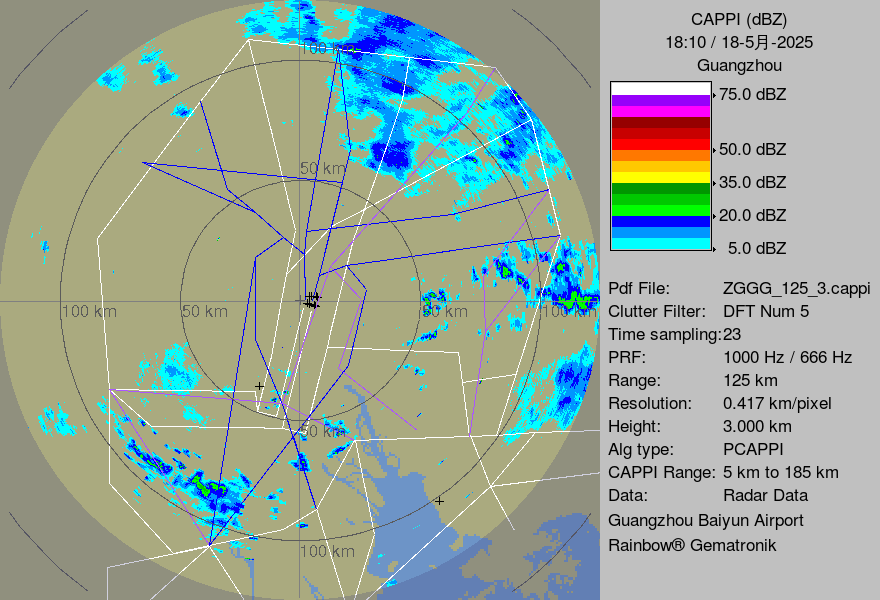 CAPPI (dBZ)
18:10 / 18-5月-2025
Guangzhou
75.0 dBZ
50.0 dBZ
35.0 dBZ
20.0 dBZ
5.0 dBZ
Pdf File: ZGGG_125_3.cappi
Clutter Filter: DFT Num 5
Time sampling:23
PRF: 1000 Hz / 666 Hz
Range: 125 km
Resolution: 0.417 km/pixel
Height: 3.000 km
Alg type: PCAPPI
CAPPI Range: 5 km to 185 km
Data: Radar Data
Guangzhou Baiyun Airport
Rainbow® Gematronik
100 km
50 km
100 km
50 km
50 km
100 km
50 km
100 km